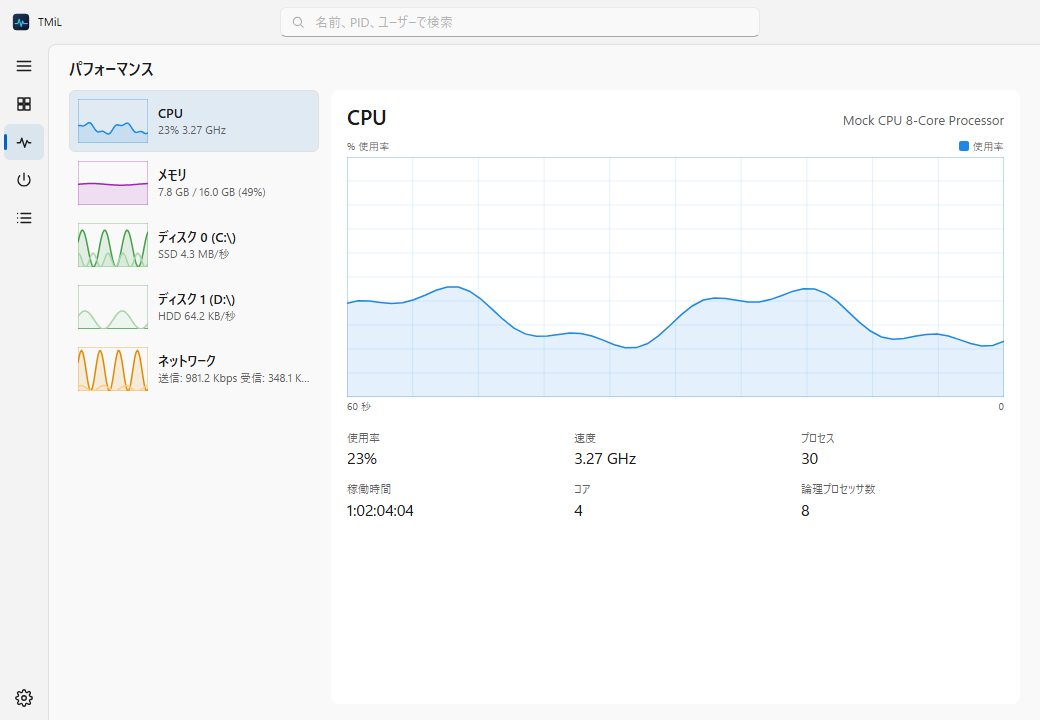 TMiL
名前、PID、ユーザーで検索
パフォーマンス
CPU
23% 3.27 GHz
メモリ
7.8 GB / 16.0 GB (49%)
ディスク 0 (C:\)
SSD 4.3 MB/秒
ディスク 1 (D:\)
HDD 64.2 KB/秒
ネットワーク
送信: 981.2 Kbps 受信: 348.1 K...
CPU
Mock CPU 8-Core Processor
% 使用率
使用率
60 秒
0
使用率
速度
プロセス
23%
3.27 GHz
30
稼働時間
コア
論理プロセッサ数
1:02:04:04
4
8